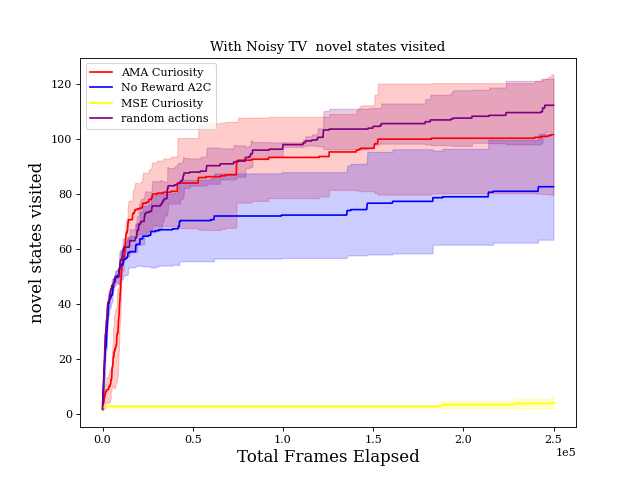 With Noisy TV  novel states visited
AMA Curiosity
No Reward A2C
MSE Curiosity
random actions
novel states visited
120
100
80
60
40
20
0
0.0 0.5 1.0 1.5 2.0 2.5
1e5
Total Frames Elapsed